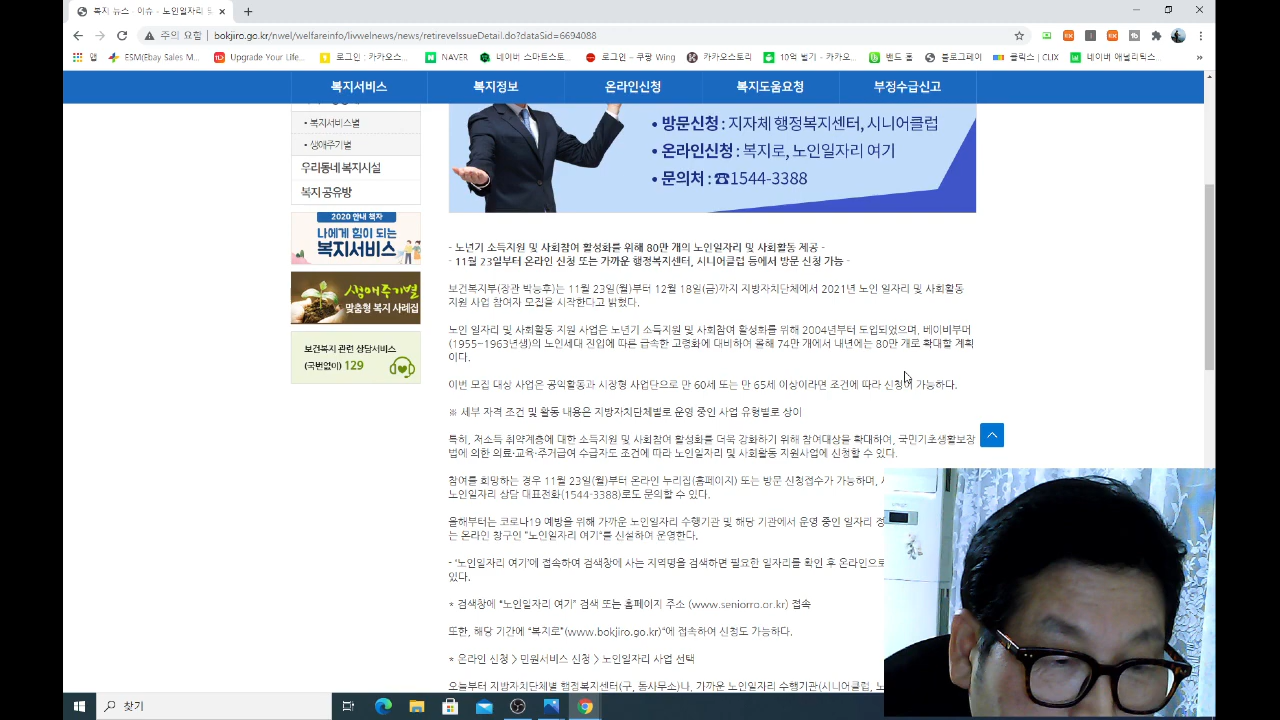 복지 뉴스 - 이슈 - 노인일자리 및
주의 요함
bokjiro.go.kr/nwel/welfareinfo/livwelnews/news/retireveIssueDetail.do?dataSid=6694088
앱
ESM(Ebay Sales M...
Upgrade Your Life...
로그인 : 카카오스...
NAVER
네이버 스마트스토...
로그인 – 쿠팡 Wing
카카오스토리
10억 벌기 - 카카오...
밴드 홈
블로그페이
클릭스 | CLIX
네이버 애널리틱스...
복지서비스
복지정보
온라인신청
복지도움요청
부정수급신고
• 복지서비스별
• 생애주기별
우리동네 복지시설
복지 공유방
2020 안내 책자
나에게 힘이 되는
복지서비스
생애주기별
맞춤형 복지 사례집
보건복지 관련 상담서비스
(국번없이) 129
• 방문신청 : 지자체 행정복지센터, 시니어클럽
• 온라인신청 : 복지로, 노인일자리 여기
• 문의처 : ☎1544-3388
- 노년기 소득지원 및 사회참여 활성화를 위해 80만 개의 노인일자리 및 사회활동 제공 -
- 11월 23일부터 온라인 신청 또는 가까운 행정복지센터, 시니어클럽 등에서 방문 신청 가능 -
보건복지부(장관 박능후)는 11월 23일(월)부터 12월 18일(금)까지 지방자치단체에서 2021년 노인 일자리 및 사회활동
지원 사업 참여자 모집을 시작한다고 밝혔다.
노인 일자리 및 사회활동 지원 사업은 노년기 소득지원 및 사회참여 활성화를 위해 2004년부터 도입되었으며, 베이비부머
(1955~1963년생)의 노인세대 진입에 따른 급속한 고령화에 대비하여 올해 74만 개에서 내년에는 80만 개로 확대할 계획
이다.
이번 모집 대상 사업은 공익활동과 시장형 사업단으로 만 60세 또는 만 65세 이상이라면 조건에 따라 신청이 가능하다.
※ 세부 자격 조건 및 활동 내용은 지방자치단체별로 운영 중인 사업 유형별로 상이
특히, 저소득 취약계층에 대한 소득지원 및 사회참여 활성화를 더욱 강화하기 위해 참여대상을 확대하여, 국민기초생활보장
법에 의한 의료·교육·주거급여 수급자도 조건에 따라 노인일자리 및 사회활동 지원사업에 신청할 수 있다.
참여를 희망하는 경우 11월 23일(월)부터 온라인 누리집(홈페이지) 또는 방문 신청접수가 가능하며,
노인일자리 상담 대표전화(1544-3388)로도 문의할 수 있다.
올해부터는 코로나19 예방을 위해 가까운 노인일자리 수행기관 및 해당 기관에서 운영 중인 일자리
는 온라인 창구인 "노인일자리 여기"를 신설하여 운영한다.
- '노인일자리 여기'에 접속하여 검색창에 사는 지역명을 검색하면 필요한 일자리를 확인 후 온라인으로
있다.
* 검색창에 "노인일자리 여기" 검색 또는 홈페이지 주소 (www.seniorro.or.kr) 접속
또한, 해당 기간에 "복지로"(www.bokjiro.go.kr)"에 접속하여 신청도 가능하다.
* 온라인 신청 > 민원서비스 신청 > 노인일자리 사업 선택
오늘부터 지방자치단체별 행정복지센터(구, 동사무소)나, 가까운 노인일자리 수행기관(시니어클럽,
찾기